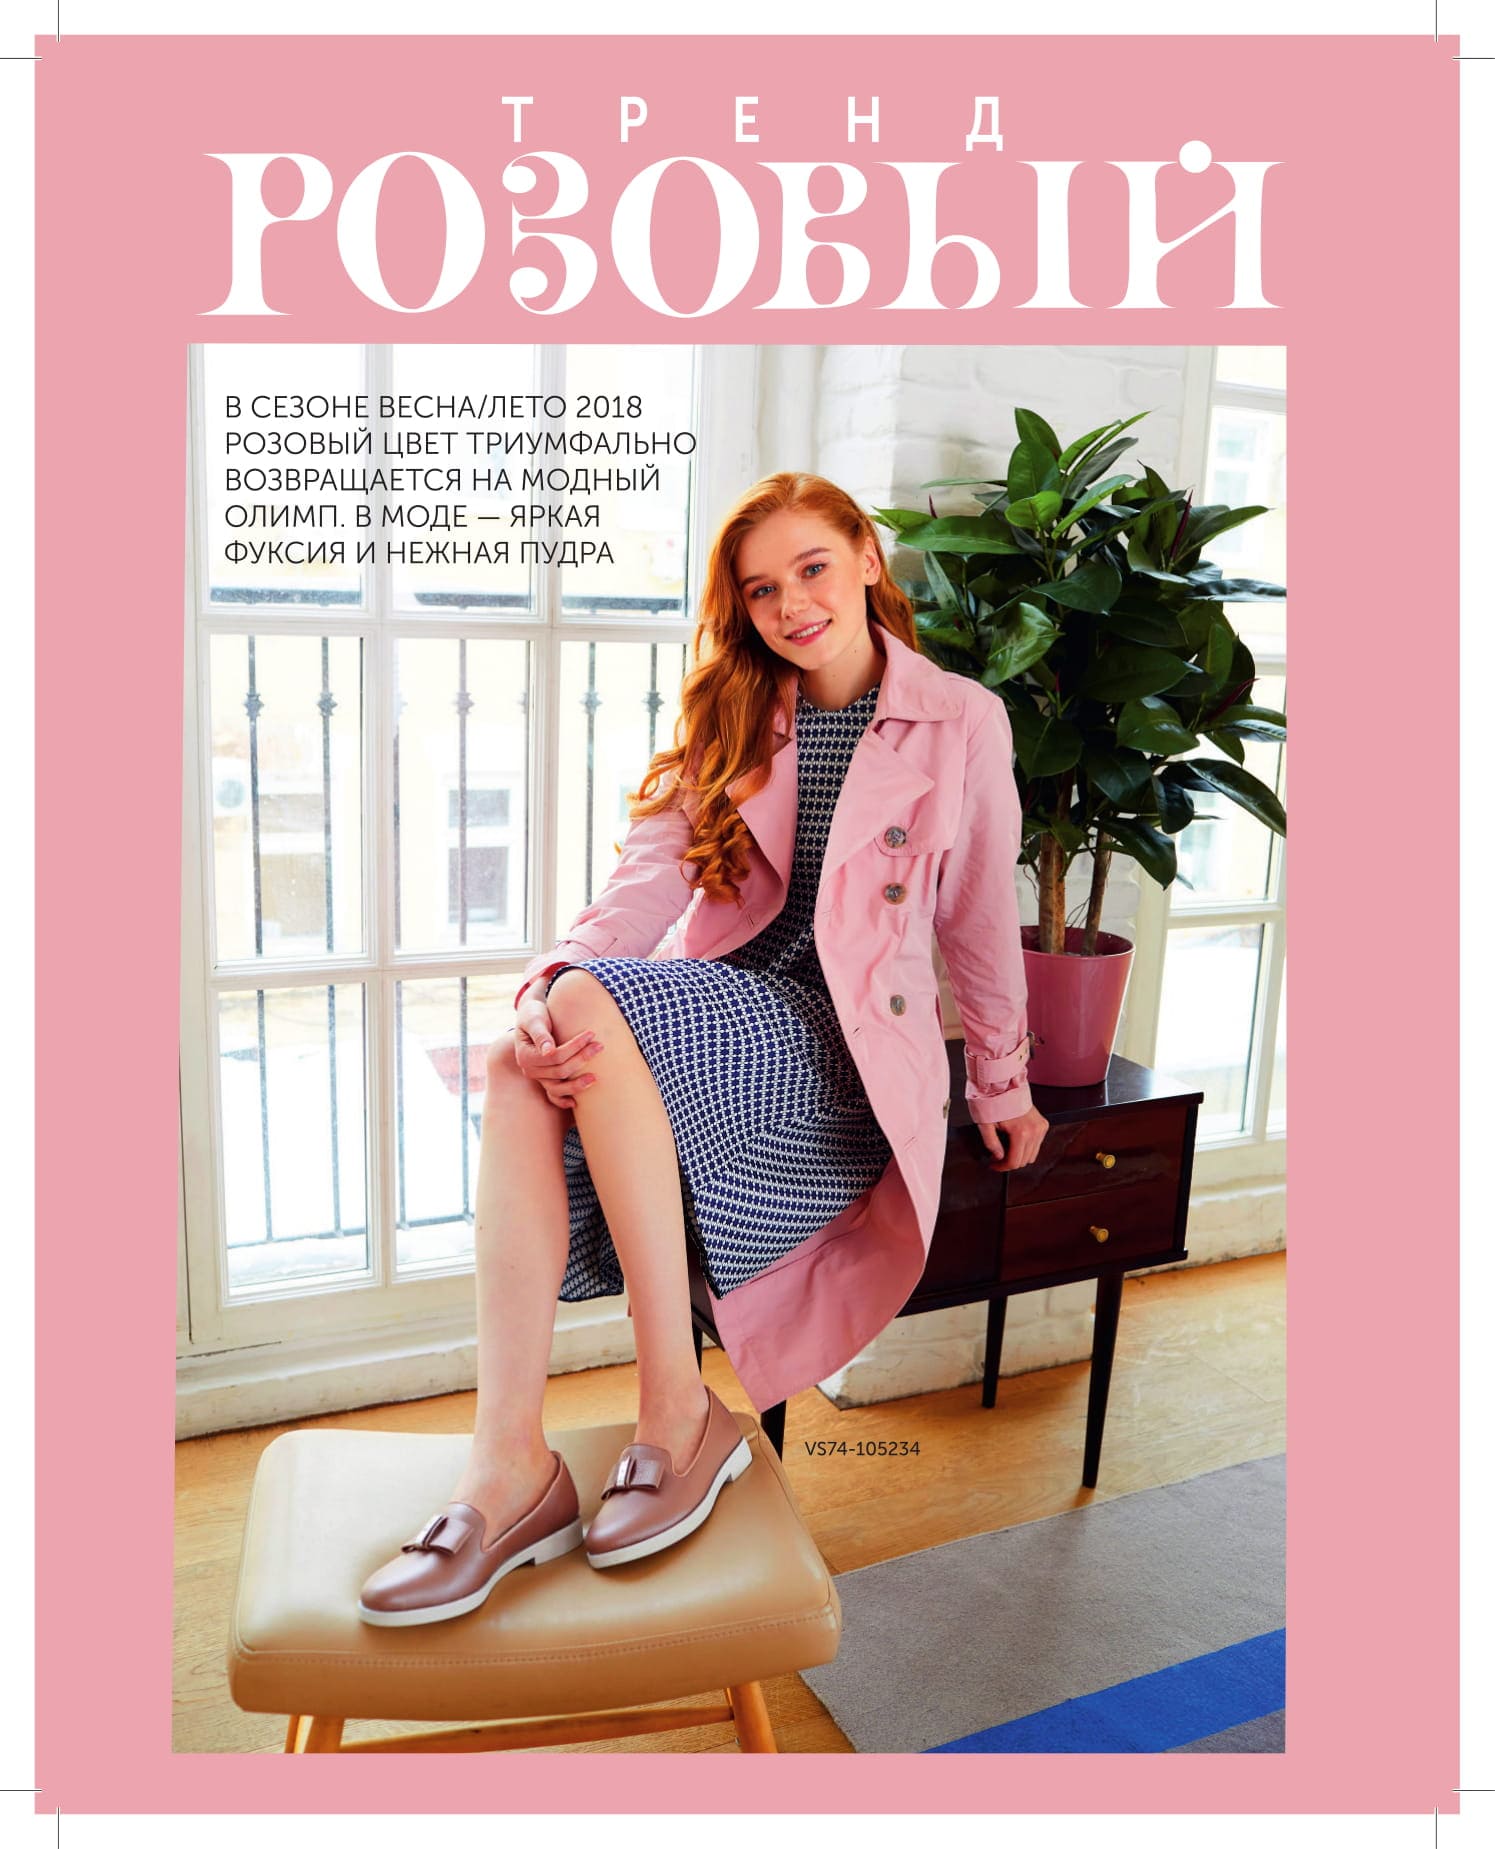 ТРЕНД
РОЗОВЫЙ
В СЕЗОНЕ ВЕСНА/ЛЕТО 2018
РОЗОВЫЙ ЦВЕТ ТРИУМФАЛЬНО
ВОЗВРАЩАЕТСЯ НА МОДНЫЙ
ОЛИМП. В МОДЕ — ЯРКАЯ
ФУКСИЯ И НЕЖНАЯ ПУДРА
VS74-105234